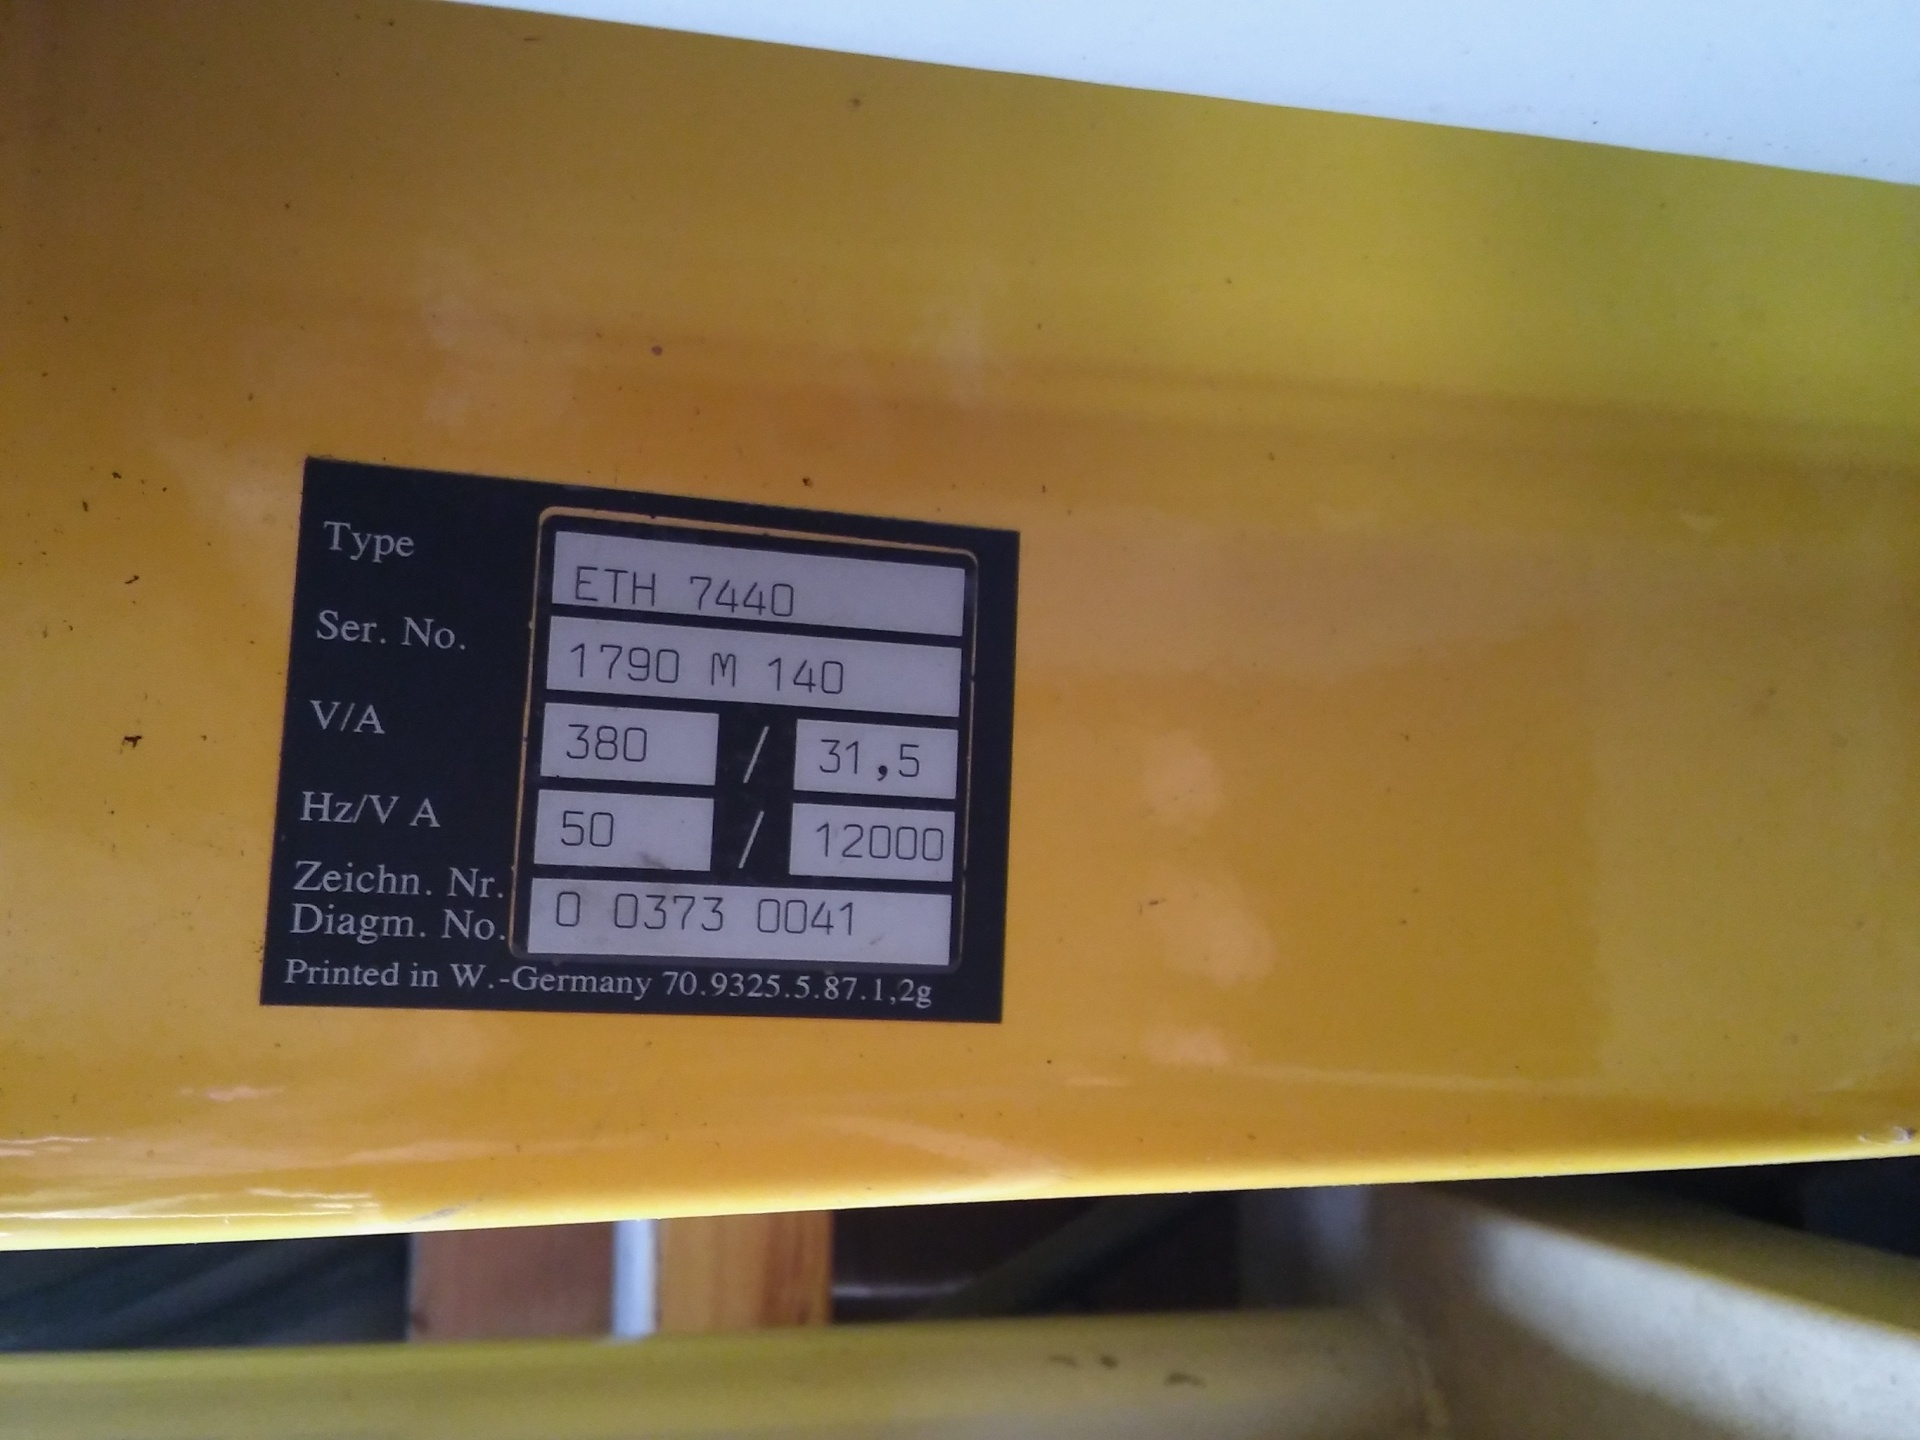 Type ETH 7440
Ser. No. 1790 M 140
V/A 380 / 31,5
Hz/V A 50 / 12000
Zeichn. Nr.
Diagm. No. 0 0373 0041
Printed in W.-Germany 70.9325.5.87.1,2g